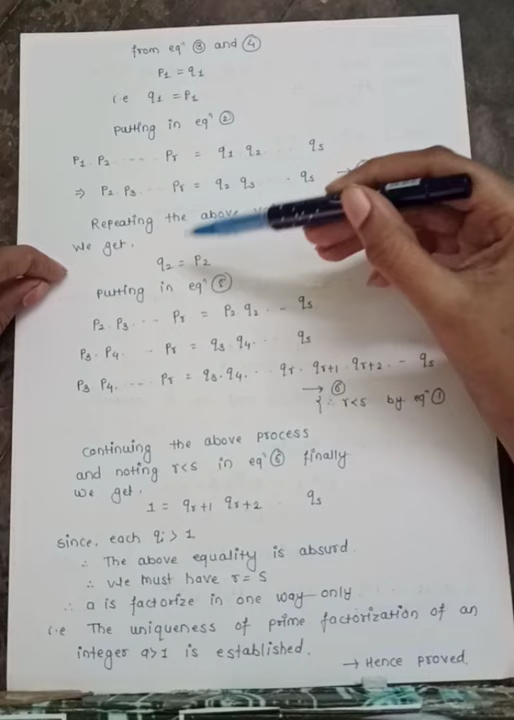 from eqⁿ ③ and ④
P₁ = q₁
i.e q₁ = P₁
putting in eqⁿ ②
P₁ . P₂ ..... Pᵣ = q₁ q₂ .... qₛ
⇒ P₂ P₃ .... Pᵣ = q₂ q₃ .... qₛ →
Repeating the above
we get,
q₂ = P₂
putting in eqⁿ ⑤
P₂ P₃ ... Pᵣ = P₂ q₂ .. qₛ
P₃ . P₄ .. Pᵣ = q₃ . q₄ .. qₛ
P₃ P₄ .... Pᵣ = q₃ . q₄ ... qᵣ . qᵣ₊₁ . qᵣ₊₂ .. qₛ
→ ⑥
{∴ r<s by eqⁿ ①
Continuing the above process
and noting r<s in eqⁿ ⑥ finally
we get,
1 = qᵣ₊₁ qᵣ₊₂ . qₛ
since, each qᵢ > 1
∴ The above equality is absurd.
∴ we must have r = s
∴ a is factorize in one way only
i.e The uniqueness of prime factorization of an
integer a>1 is established.
→ Hence proved.